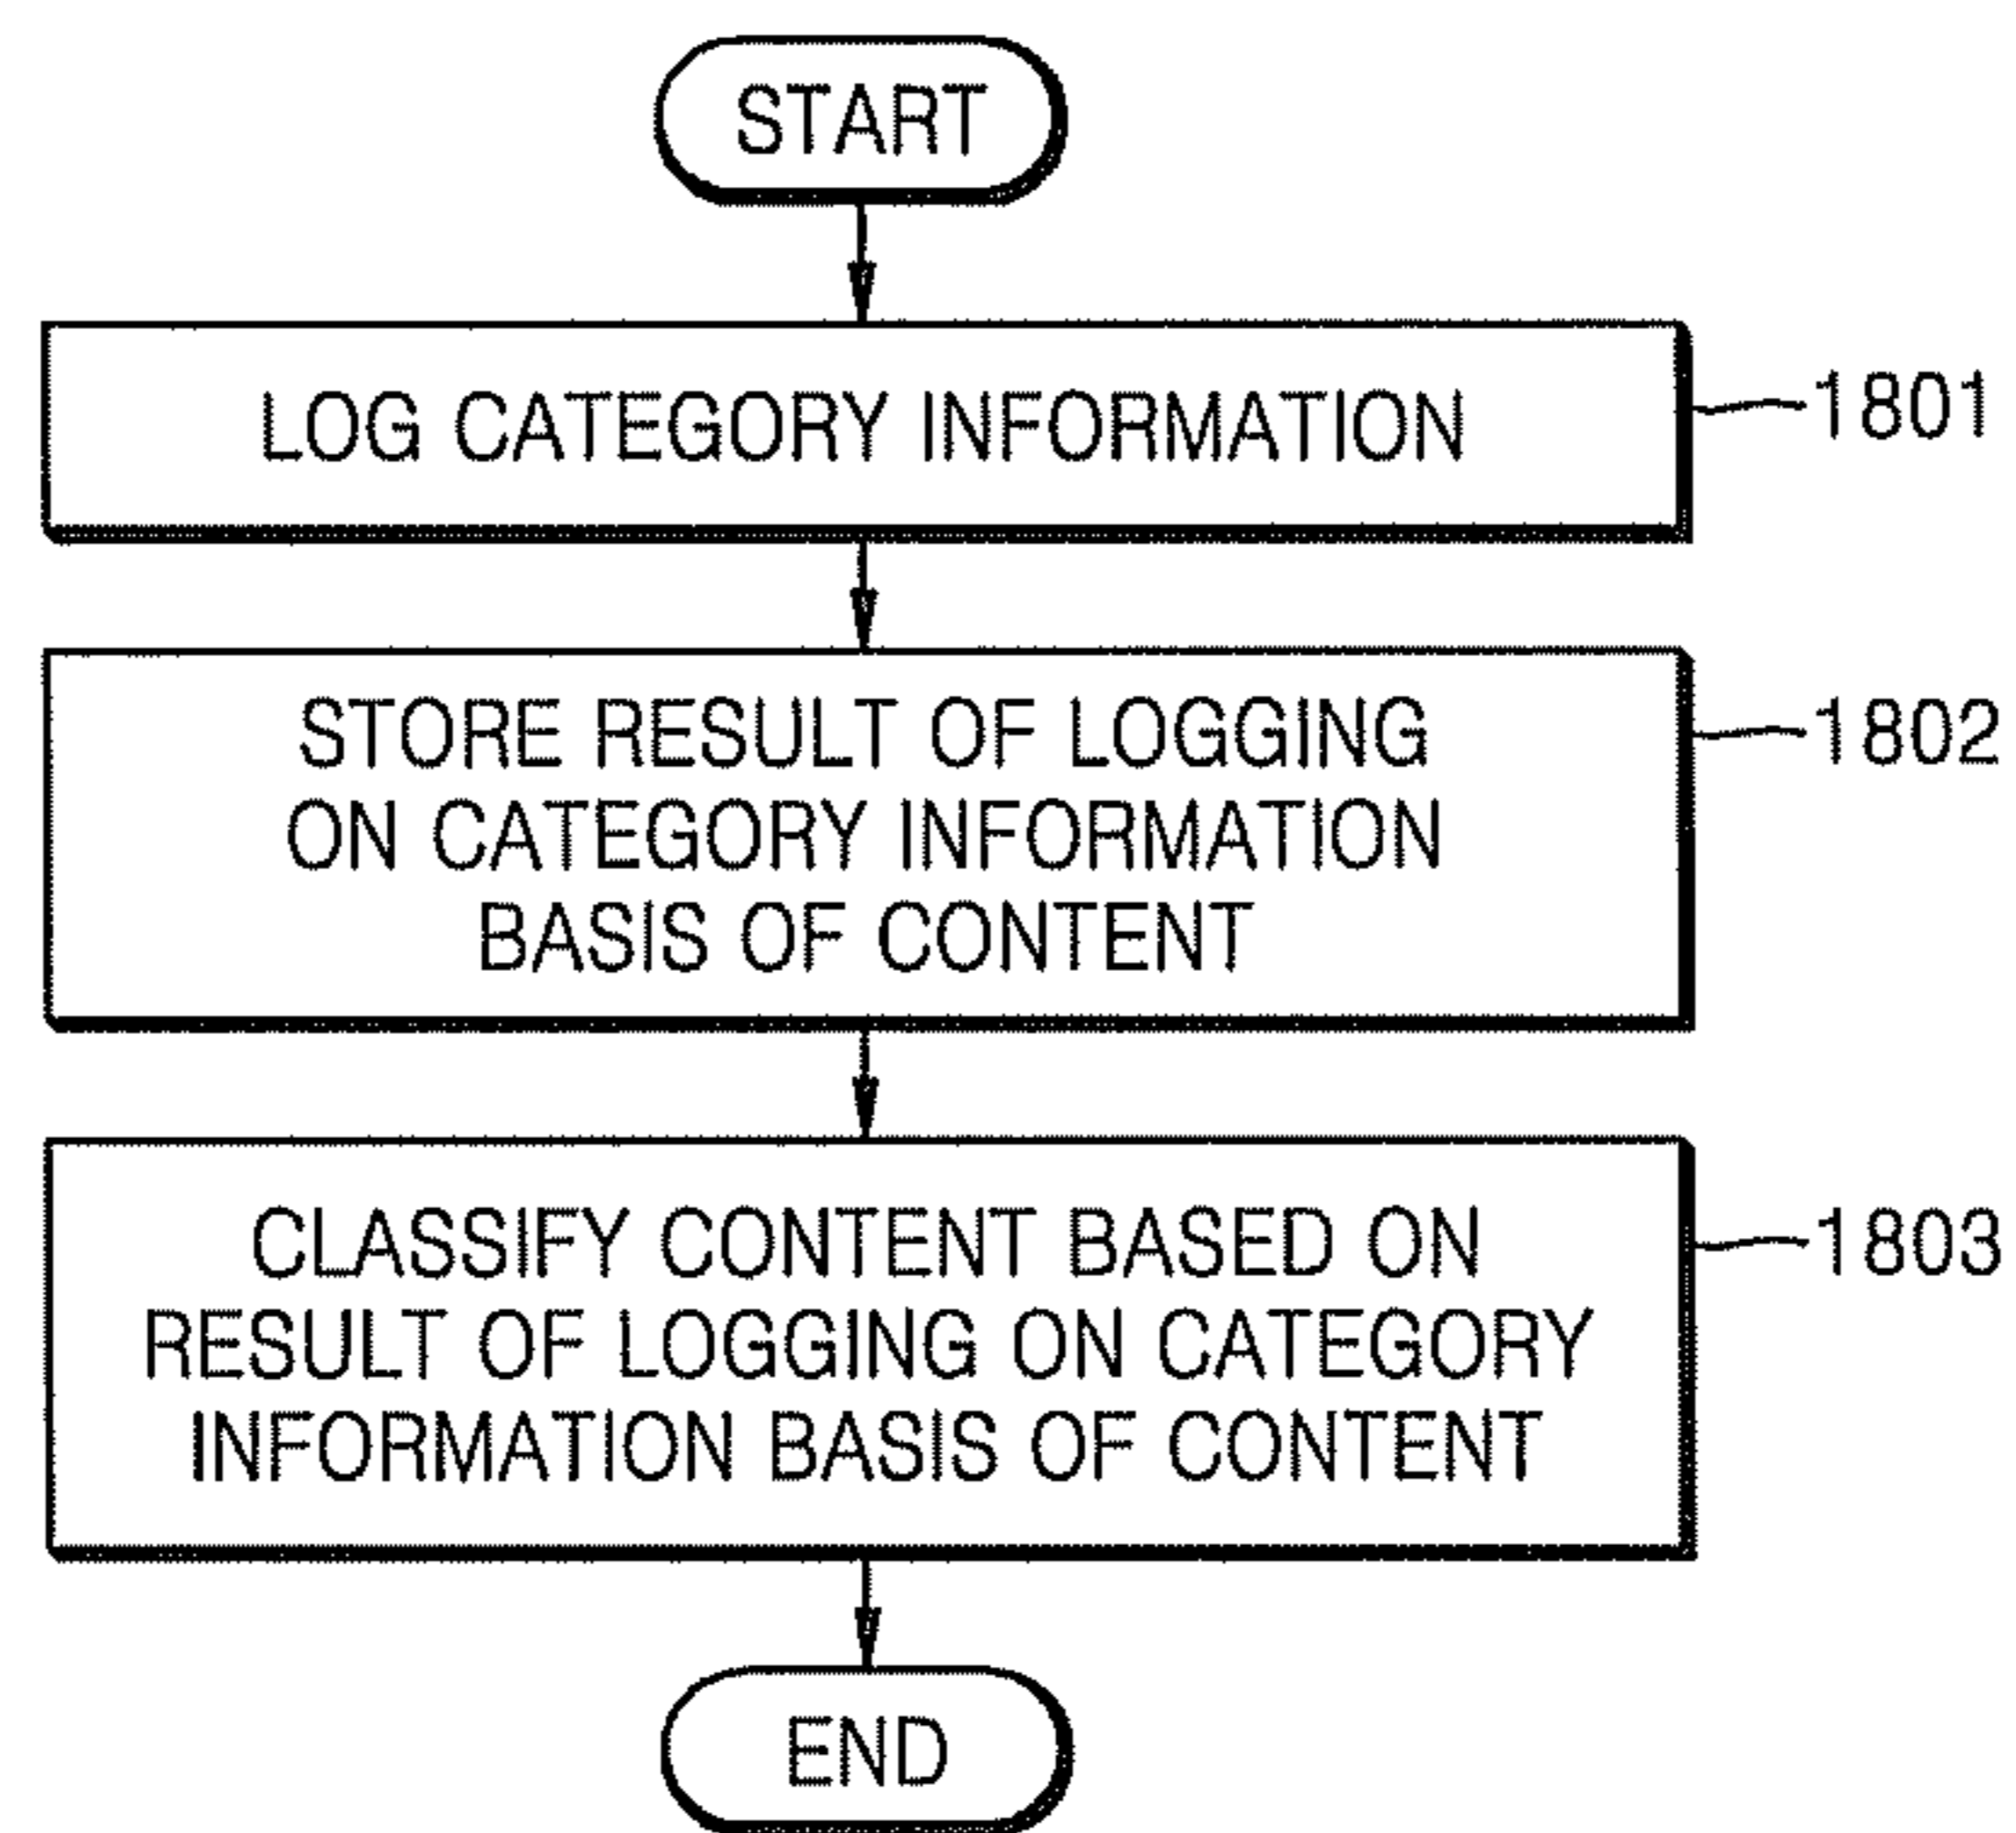 START
LOG CATEGORY INFORMATION
1801
STORE RESULT OF LOGGING
ON CATEGORY INFORMATION
BASIS OF CONTENT
1802
CLASSIFY CONTENT BASED ON
RESULT OF LOGGING ON CATEGORY
INFORMATION BASIS OF CONTENT
1803
END